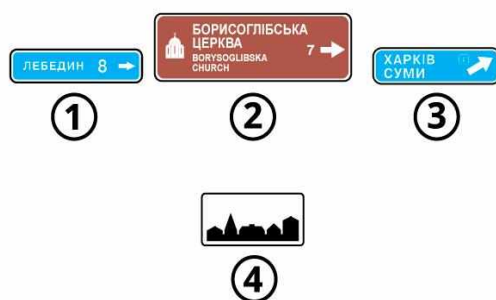 ЛЕБЕДИН 8
БОРИСОГЛІБСЬКА
ЦЕРКВА
BORYSOGLIBSKA
CHURCH
7
ХАРКІВ
СУМИ
1
2
3
4